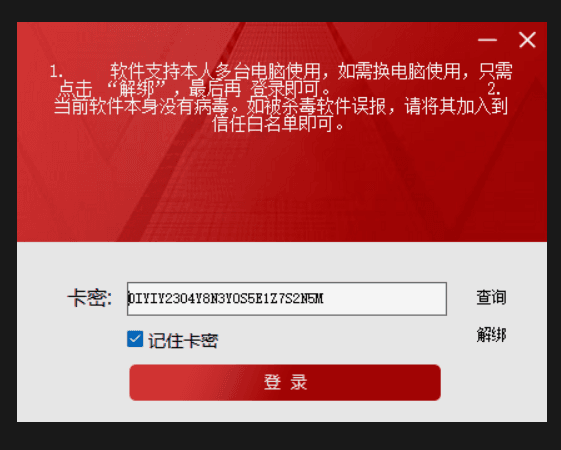 1. 软件支持本人多台电脑使用，如需换电脑使用，只需
点击 “解绑”，最后再 登录即可。 2.
当前软件本身没有病毒。如被杀毒软件误报，请将其加入到
信任白名单即可。
卡密: 0IYIY23O4Y8N3YOS5E1Z7S2N5M 查询
记住卡密 解绑
登 录